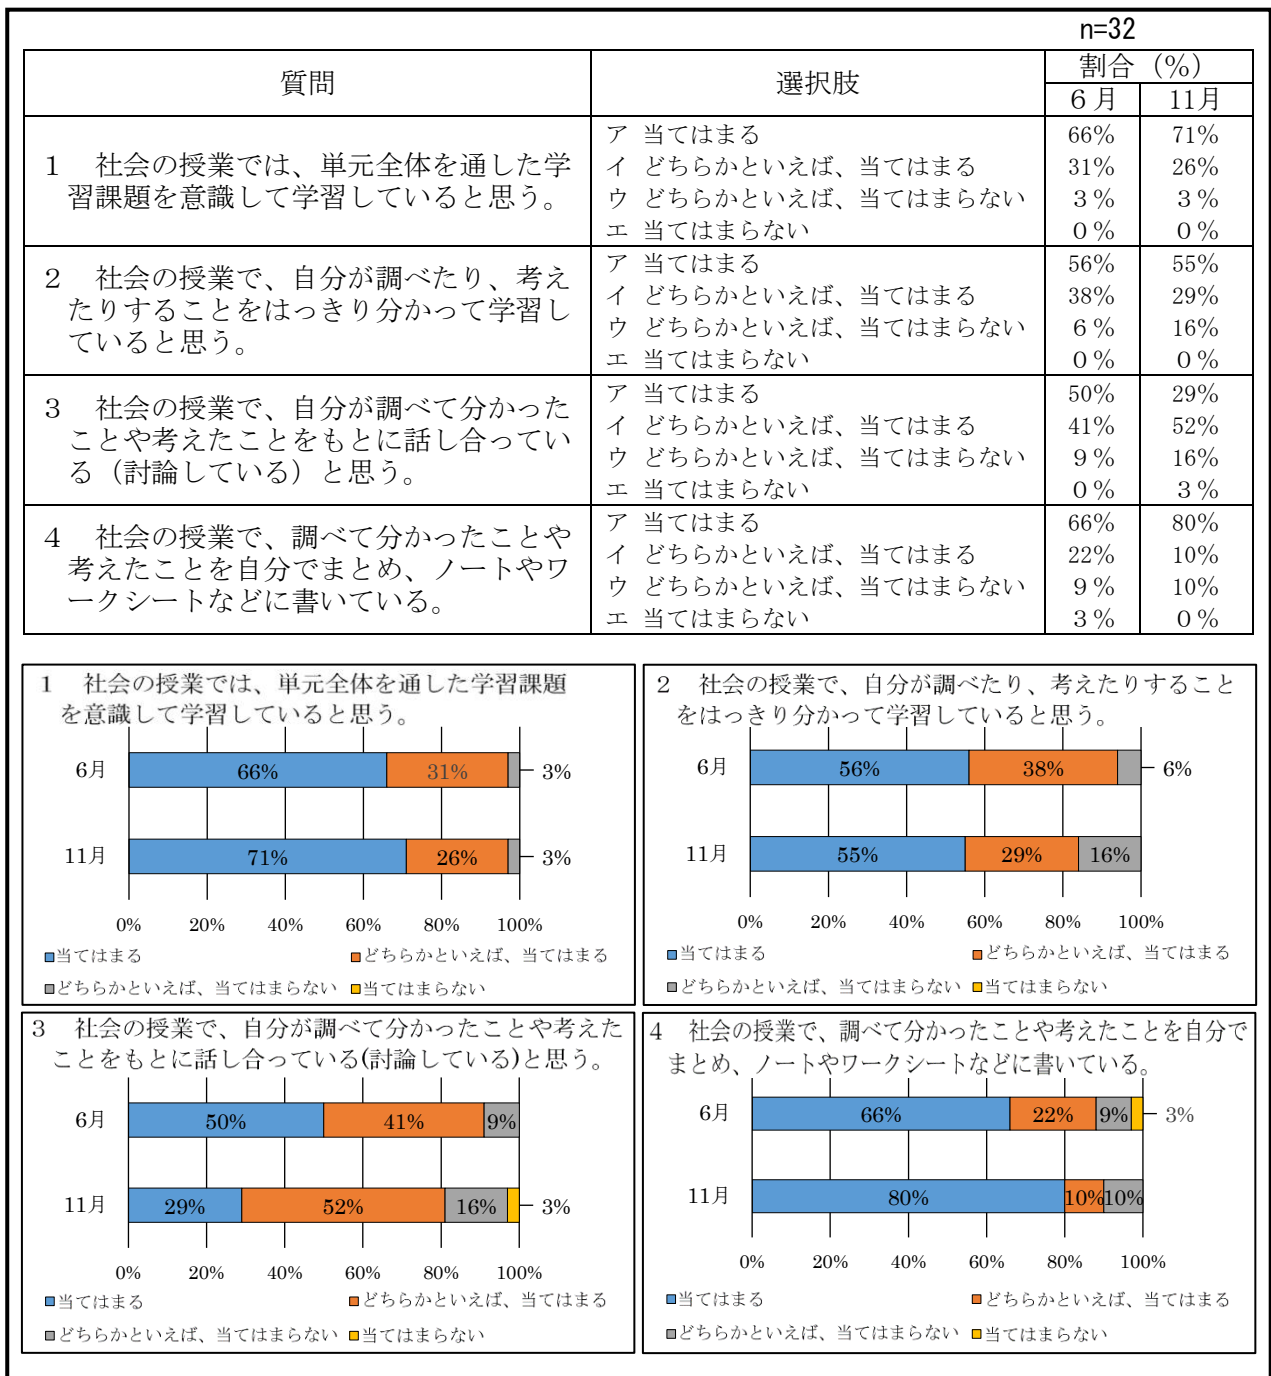 n=32
質問 選択肢 割合（%）
６月 11月
１　社会の授業では、単元全体を通した学
習課題を意識して学習していると思う。
ア 当てはまる 66% 71%
イ どちらかといえば、当てはまる 31% 26%
ウ どちらかといえば、当てはまらない ３% ３%
エ 当てはまらない ０% ０%
２　社会の授業で、自分が調べたり、考え
たりすることをはっきり分かって学習し
ていると思う。
ア 当てはまる 56% 55%
イ どちらかといえば、当てはまる 38% 29%
ウ どちらかといえば、当てはまらない ６% 16%
エ 当てはまらない ０% ０%
３　社会の授業で、自分が調べて分かった
ことや考えたことをもとに話し合ってい
る（討論している）と思う。
ア 当てはまる 50% 29%
イ どちらかといえば、当てはまる 41% 52%
ウ どちらかといえば、当てはまらない ９% 16%
エ 当てはまらない ０% ３%
４　社会の授業で、調べて分かったことや
考えたことを自分でまとめ、ノートやワ
ークシートなどに書いている。
ア 当てはまる 66% 80%
イ どちらかといえば、当てはまる 22% 10%
ウ どちらかといえば、当てはまらない ９% 10%
エ 当てはまらない ３% ０%
１　社会の授業では、単元全体を通した学習課題
を意識して学習していると思う。
6月 66% 31% 3%
11月 71% 26% 3%
0% 20% 40% 60% 80% 100%
■当てはまる ■どちらかといえば、当てはまる
■どちらかといえば、当てはまらない ■当てはまらない
２　社会の授業で、自分が調べたり、考えたりすること
をはっきり分かって学習していると思う。
6月 56% 38% 6%
11月 55% 29% 16%
0% 20% 40% 60% 80% 100%
■当てはまる ■どちらかといえば、当てはまる
■どちらかといえば、当てはまらない ■当てはまらない
３　社会の授業で、自分が調べて分かったことや考えた
ことをもとに話し合っている(討論している)と思う。
6月 50% 41% 9%
11月 29% 52% 16% 3%
0% 20% 40% 60% 80% 100%
■当てはまる ■どちらかといえば、当てはまる
■どちらかといえば、当てはまらない ■当てはまらない
４　社会の授業で、調べて分かったことや考えたことを自分で
まとめ、ノートやワークシートなどに書いている。
6月 66% 22% 9% 3%
11月 80% 10% 10%
0% 20% 40% 60% 80% 100%
■当てはまる ■どちらかといえば、当てはまる
■どちらかといえば、当てはまらない ■当てはまらない